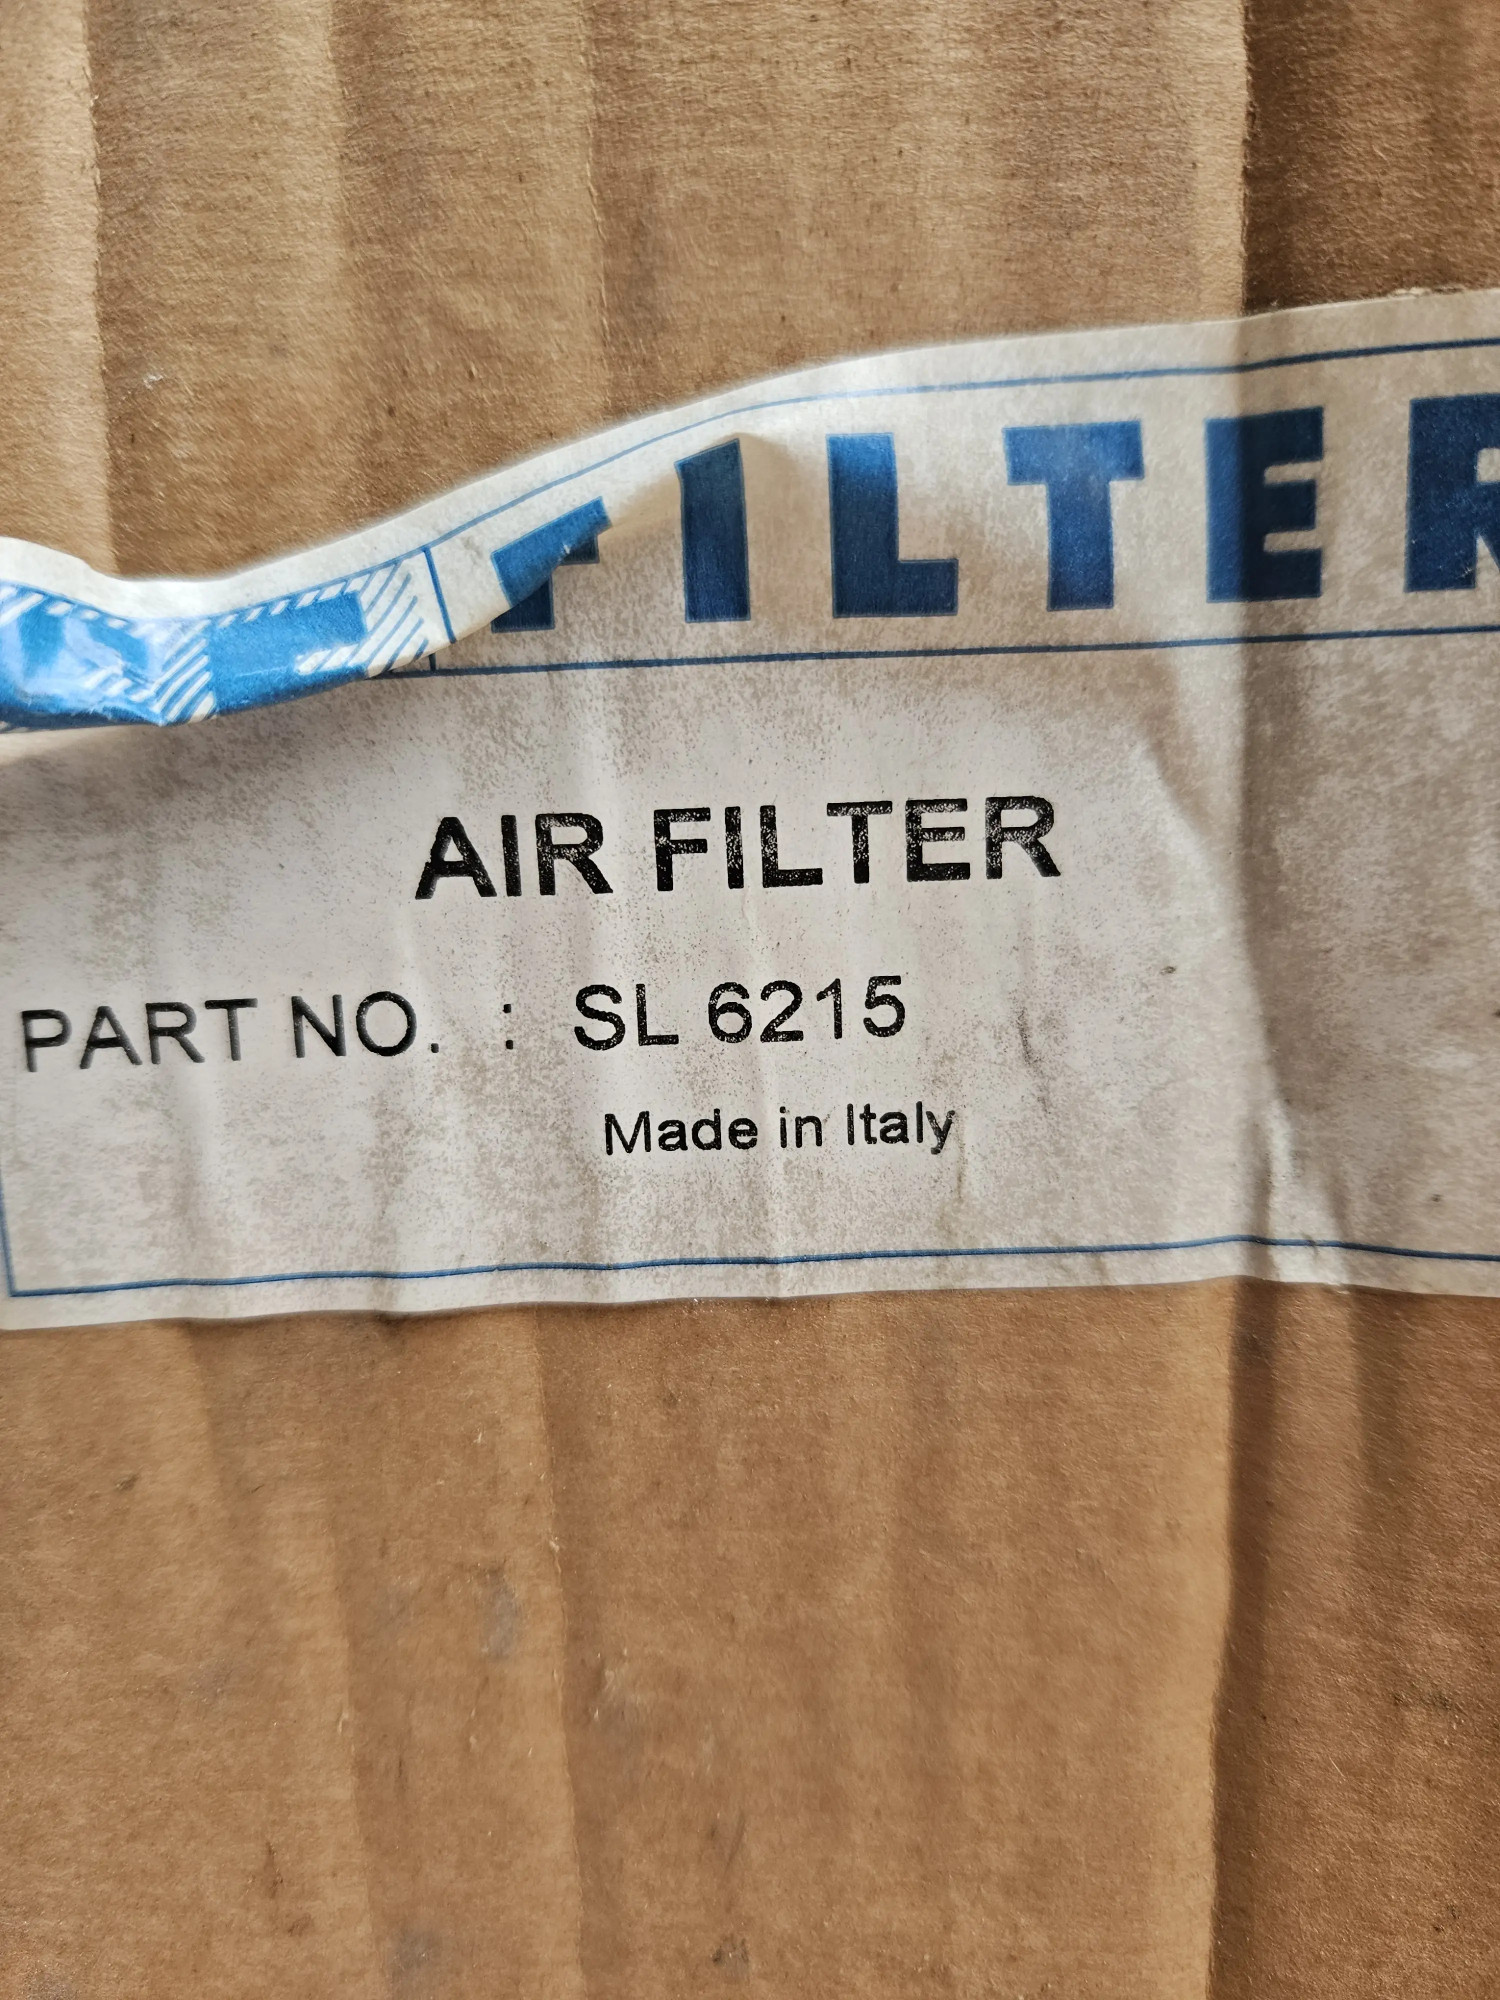 FILTER
AIR FILTER
PART NO. : SL 6215
Made in Italy